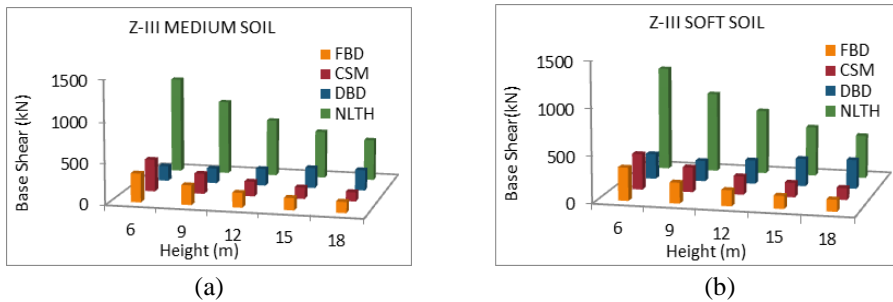 Z-III MEDIUM SOIL
FBD
CSM
DBD
NLTH
1500
1000
500
0
Base Shear (kN)
6 9 12 15 18
Height (m)
(a)
Z-III SOFT SOIL
FBD
CSM
DBD
NLTH
1500
1000
500
0
Base Shear(kN)
6 9 12 15 18
Height (m)
(b)